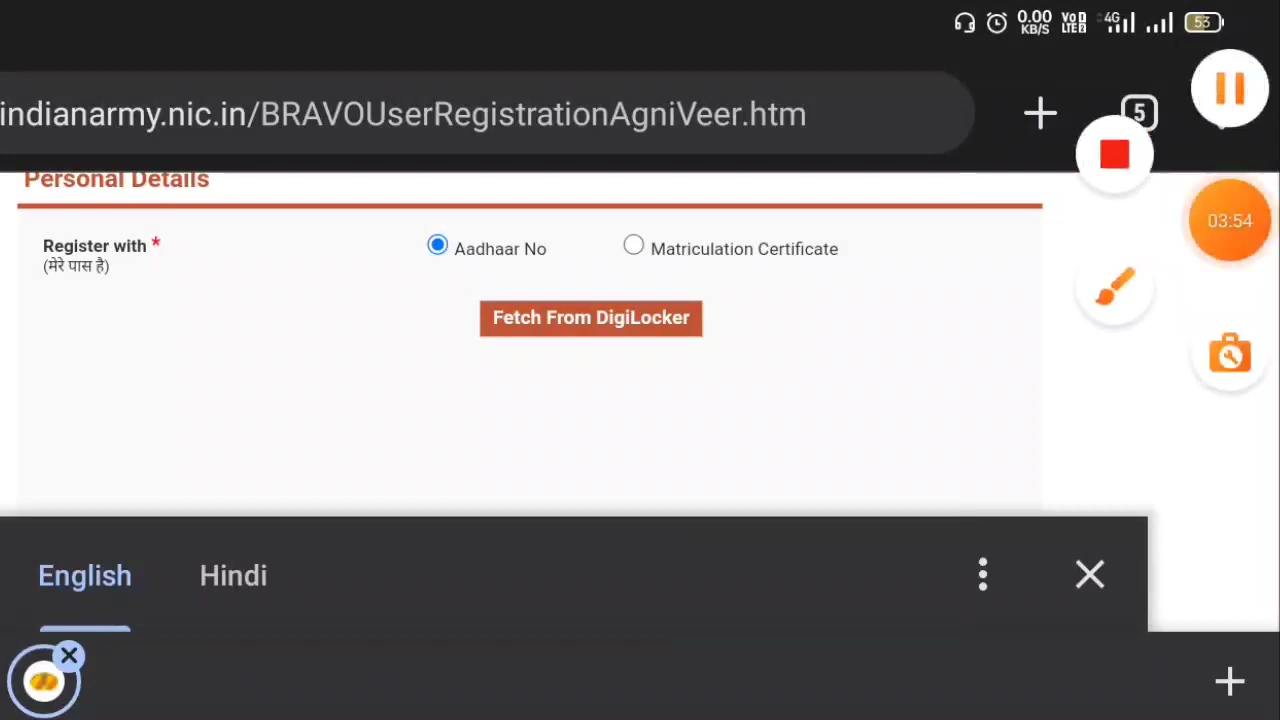 0.00 KB/S Vo LTE 2 4G 53
indianarmy.nic.in/BRAVOUserRegistrationAgniVeer.htm 5
Personal Details
03:54
Register with * Aadhaar No Matriculation Certificate
(मेरे पास है)
Fetch From DigiLocker
English Hindi